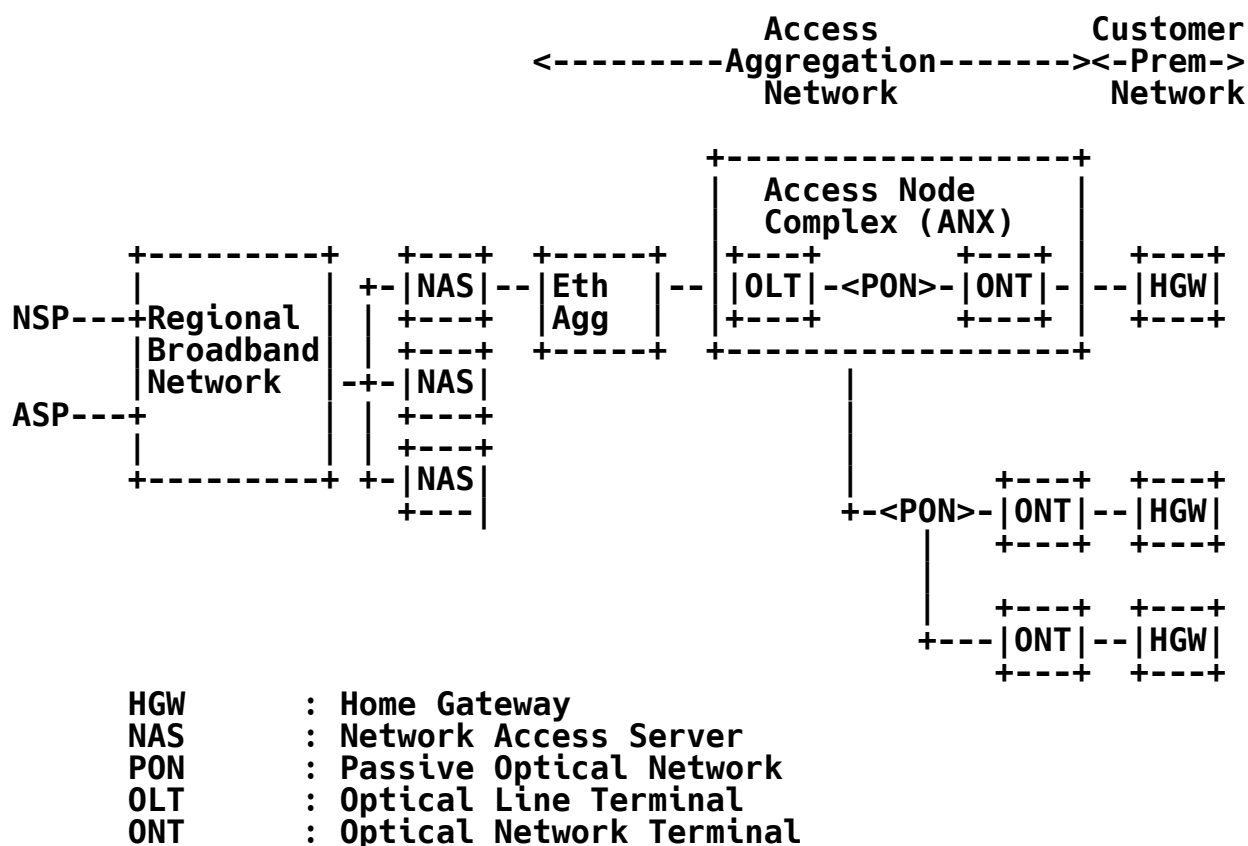 Access           Customer
                            <---------Aggregation-------><-Prem->
                                       Network           Network

                                     +------------------+
                                     |  Access Node     |
                                     |  Complex (ANX)   |
       +---------+   +---+  +-----+  |+---+       +---+ |  +---+
       |         | +-|NAS|--|Eth  |--||OLT|-<PON>-|ONT|-|--|HGW|
NSP---+Regional | | +---+  |Agg  |  |+---+       +---+ |  +---+
       |Broadband| | +---+  +-----+  +------------------+
       |Network  |-+-|NAS|                  |
ASP---+         | | +---+                  |
       |         | | +---+                  |
       +---------+ +-|NAS|                  |       +---+  +---+
                     +---|                  +-<PON>-|ONT|--|HGW|
                                                |   +---+  +---+
                                                |
                                                |   +---+  +---+
                                                +---|ONT|--|HGW|
                                                    +---+  +---+
HGW      : Home Gateway
NAS      : Network Access Server
PON      : Passive Optical Network
OLT      : Optical Line Terminal
ONT      : Optical Network Terminal